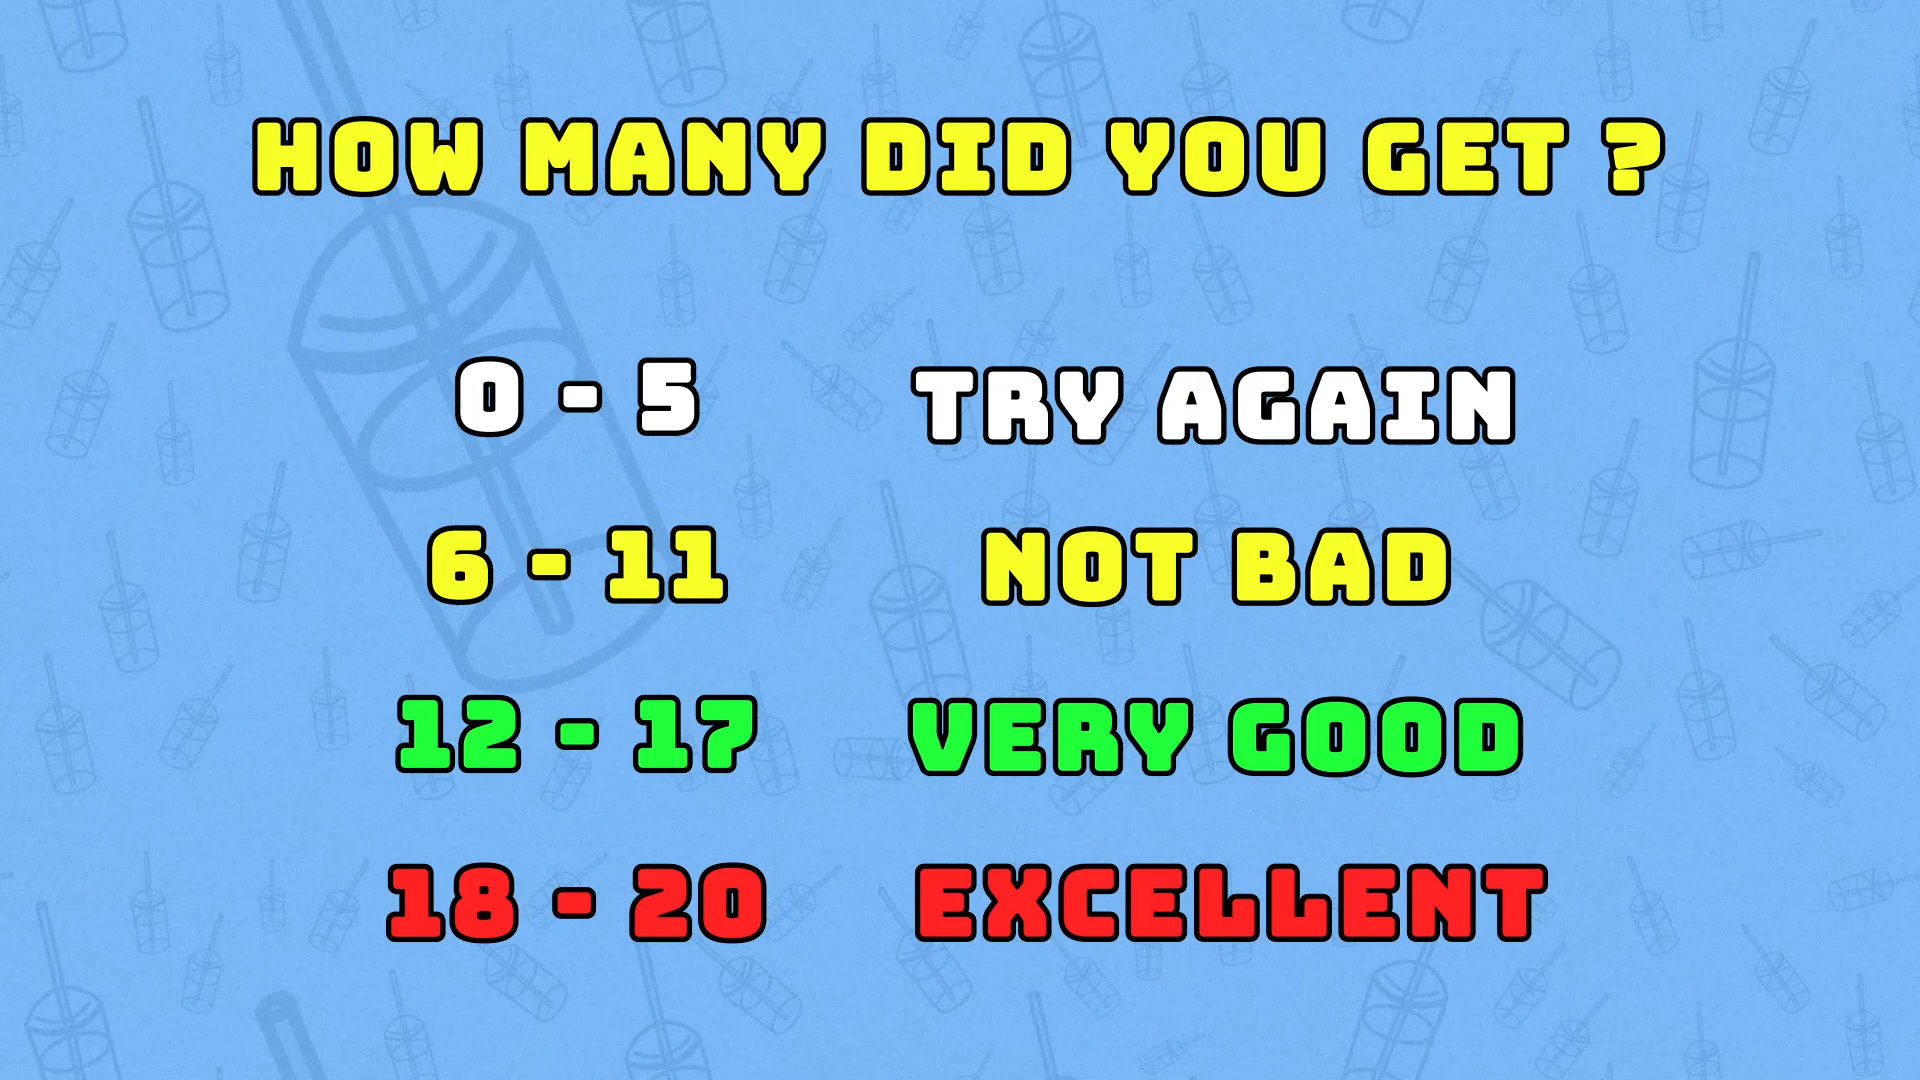 HOW MANY DID YOU GET ?
0 - 5 TRY AGAIN
6 - 11 NOT BAD
12 - 17 VERY GOOD
18 - 20 EXCELLENT